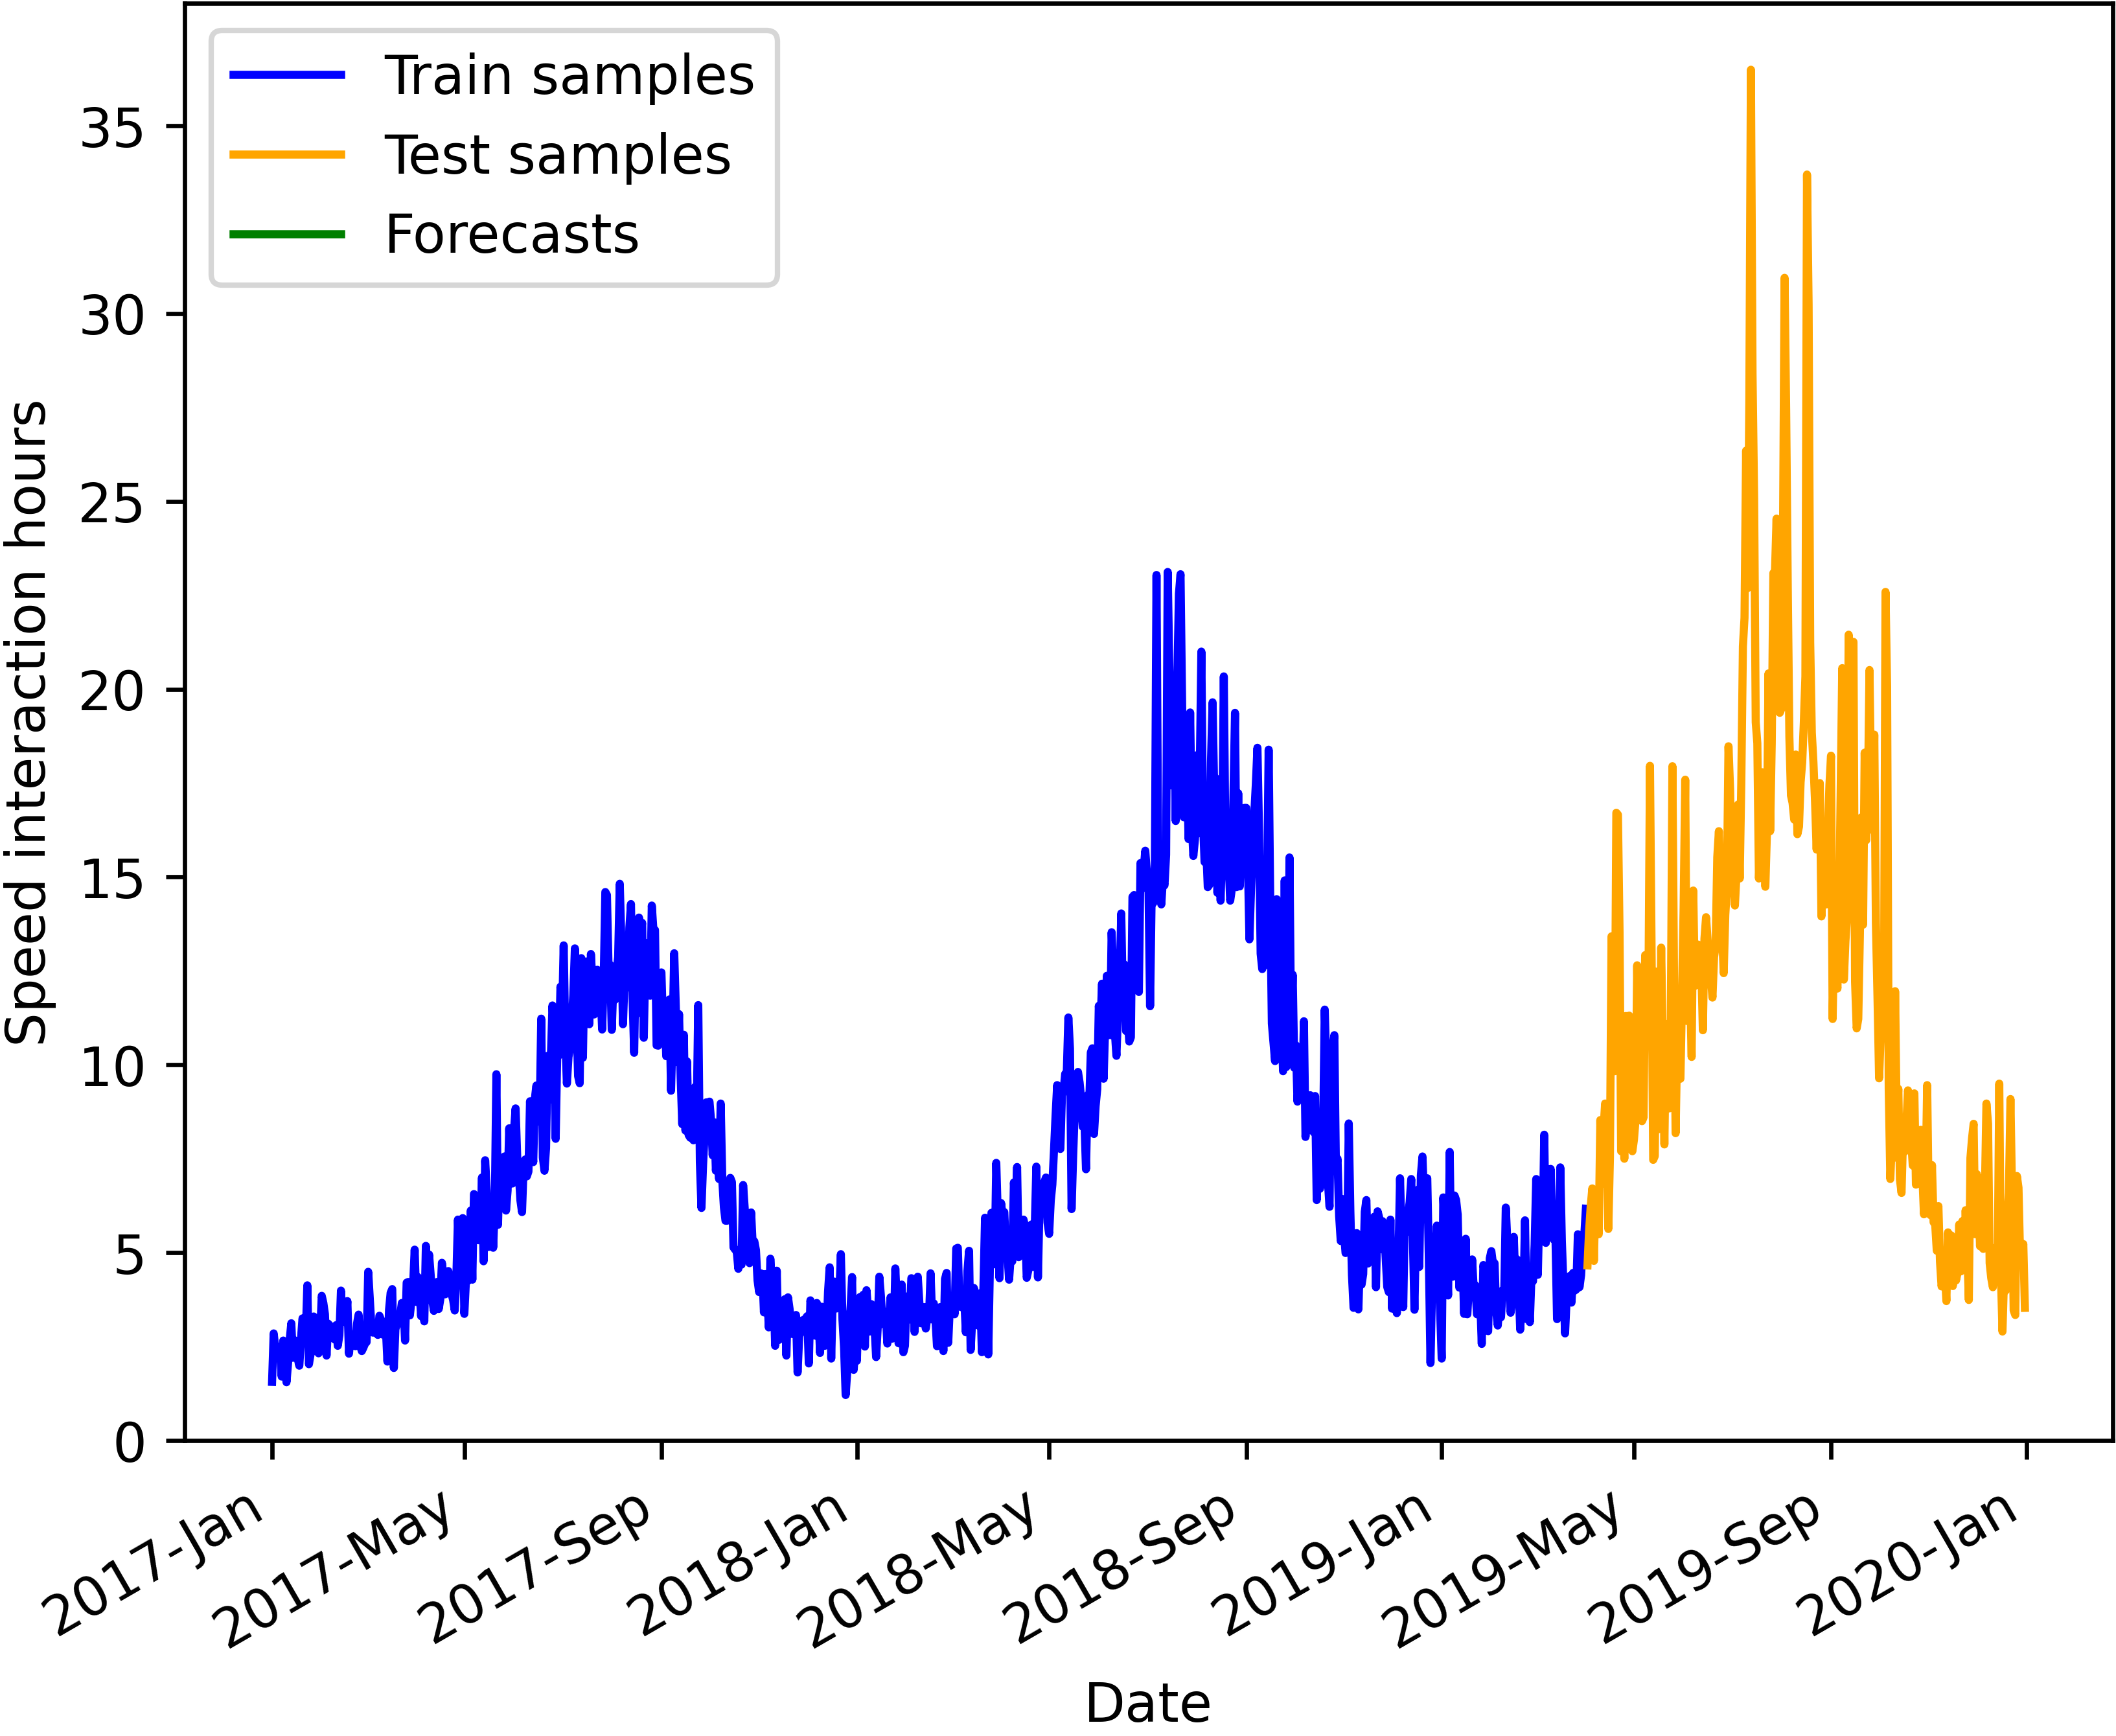 Train samples
Test samples
Forecasts
35
30
25
20
15
10
5
0
Speed interaction hours
2017-Jan
2017-May
2017-Sep
2018-Jan
2018-May
2018-Sep
2019-Jan
2019-May
2019-Sep
2020-Jan
Date